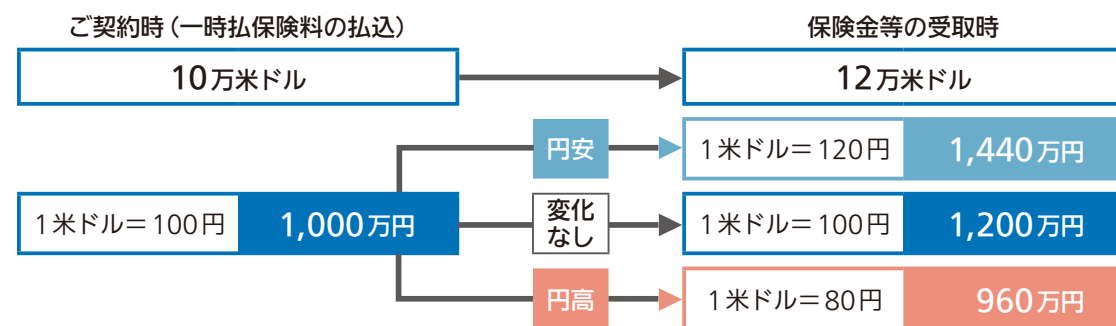 ご契約時（一時払保険料の払込）
保険金等の受取時
10万米ドル
12万米ドル
円安
1米ドル＝120円
1,440万円
1米ドル＝100円
1,000万円
変化
なし
1米ドル＝100円
1,200万円
円高
1米ドル＝80円
960万円